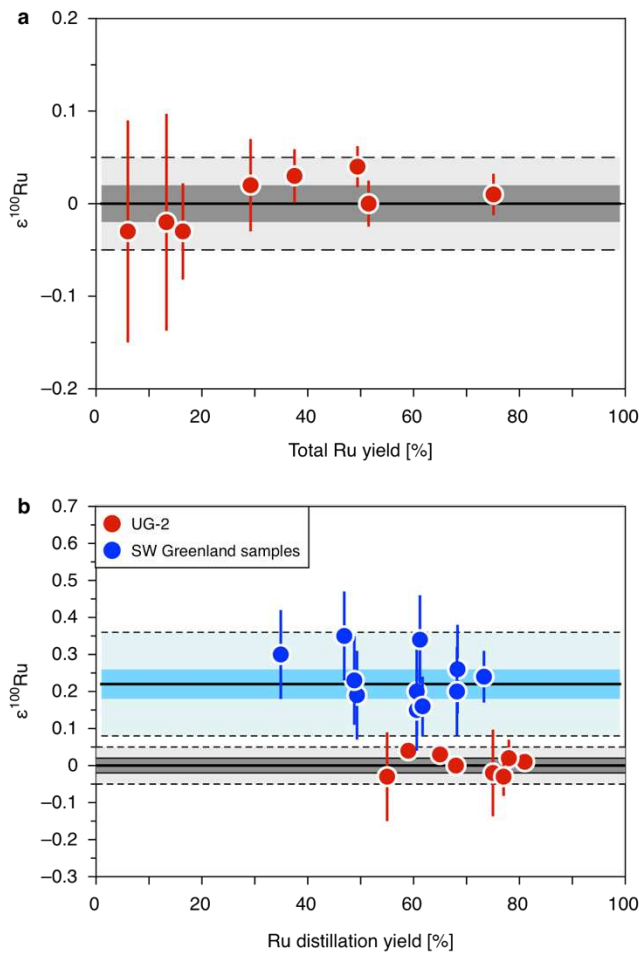 a
0.2
0.1
0
–0.1
–0.2
ε¹⁰⁰Ru
0 20 40 60 80 100
Total Ru yield [%]
b
0.7
0.6
0.5
0.4
0.3
0.2
0.1
0.0
–0.1
–0.2
–0.3
ε¹⁰⁰Ru
UG-2
SW Greenland samples
0 20 40 60 80 100
Ru distillation yield [%]